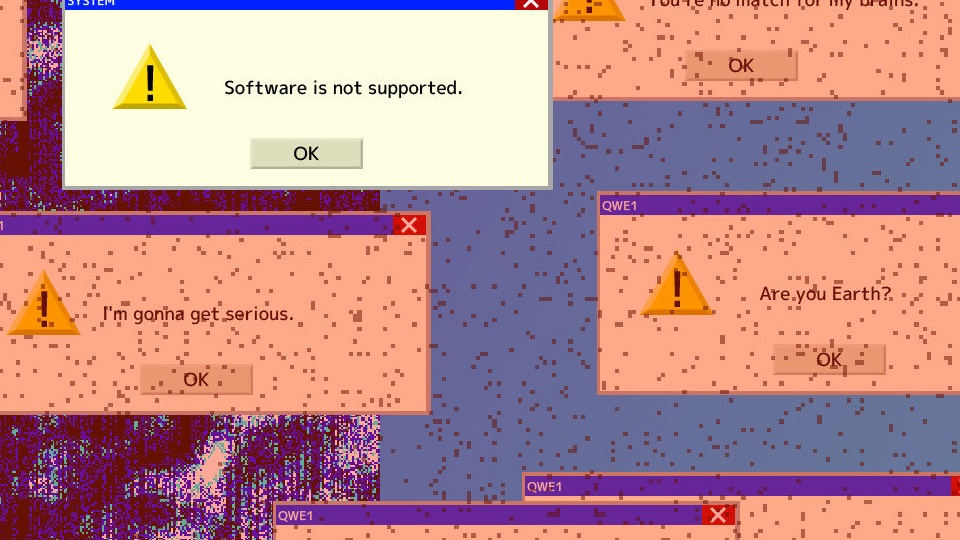 SYSTEM
You're no match for my brains.
OK
Software is not supported.
OK
QWE1
I'm gonna get serious.
OK
Are you Earth?
OK
QWE1
QWE1